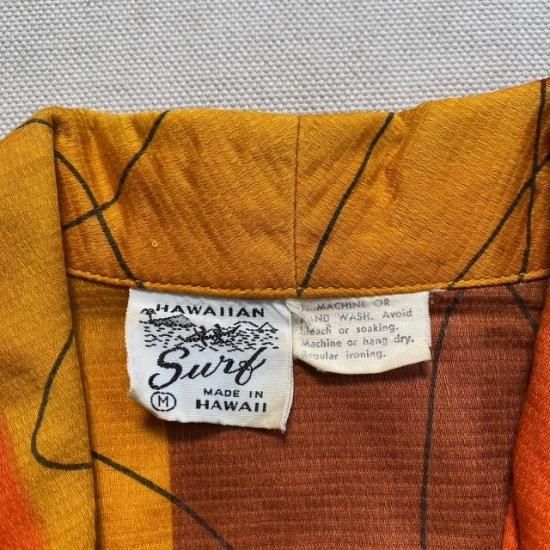 HAWAIIAN
Surf
M
MADE IN
HAWAII
MACHINE OR
HAND WASH. Avoid
bleach or soaking.
Machine or hang dry.
Regular ironing.